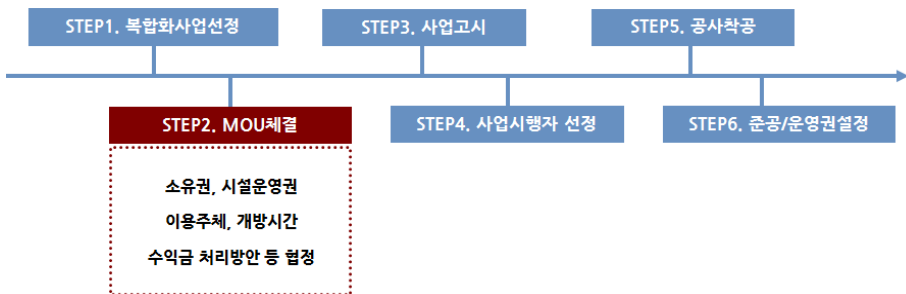 STEP1. 복합화사업선정
STEP3. 사업고시
STEP5. 공사착공
STEP2. MOU체결
STEP4. 사업시행자 선정
STEP6. 준공/운영권설정
소유권, 시설운영권
이용주체, 개방시간
수익금 처리방안 등 협정